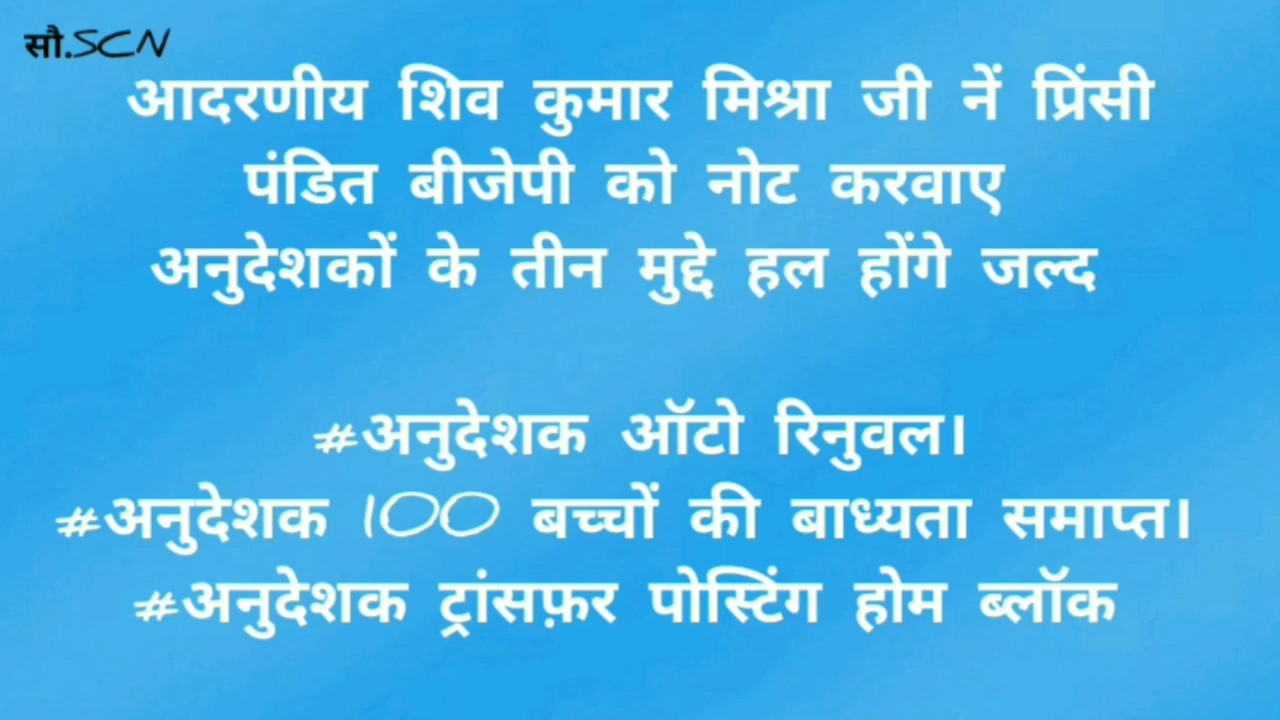 सौ.SCN
आदरणीय शिव कुमार मिश्रा जी नें प्रिंसी
पंडित बीजेपी को नोट करवाए
अनुदेशकों के तीन मुद्दे हल होंगे जल्द
#अनुदेशक ऑटो रिनुवल।
#अनुदेशक 100 बच्चों की बाध्यता समाप्त।
#अनुदेशक ट्रांसफ़र पोस्टिंग होम ब्लॉक